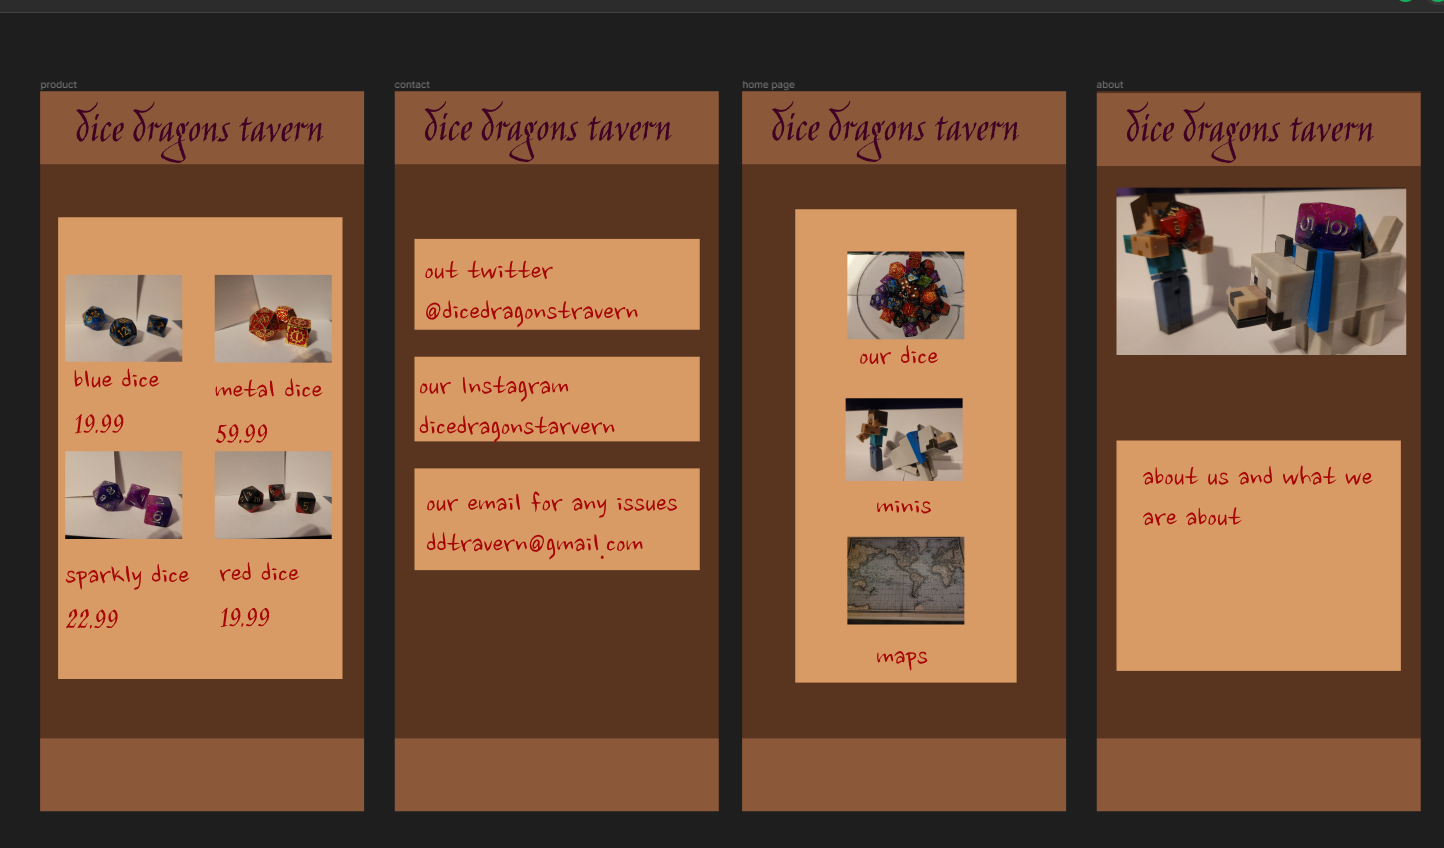 product
dice dragons tavern
blue dice
19.99
metal dice
59.99
sparkly dice
22.99
red dice
19.99
contact
dice dragons tavern
out twitter
@dicedragonstravern
our Instagram
dicedragonstarvern
our email for any issues
ddtravern@gmail.com
home page
dice dragons tavern
our dice
minis
maps
about
dice dragons tavern
about us and what we
are about